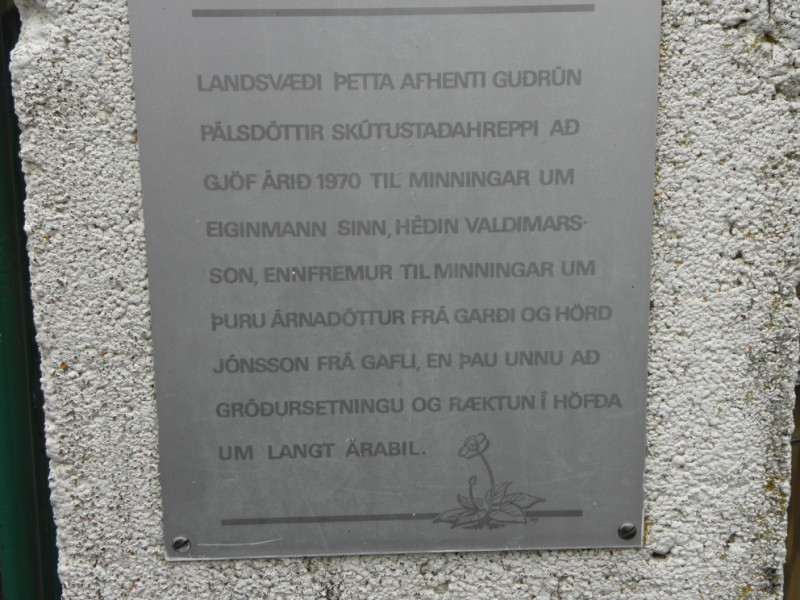 LANDSVÆÐI ÞETTA AFHENTI GUÐRÚN
PÁLSDÓTTIR SKÚTUSTAÐAHREPPI AÐ
GJÖF ÁRIÐ 1970 TIL MINNINGAR UM
EIGINMANN SINN, HÉÐIN VALDIMARS-
SON, ENNFREMUR TIL MINNINGAR UM
ÞURU ÁRNADÓTTUR FRÁ GARÐI OG HÖRÐ
JÓNSSON FRÁ GAFLI, EN ÞAU UNNU AÐ
GRÓÐURSETNINGU OG RÆKTUN Í HÖFÐA
UM LANGT ÁRABIL.